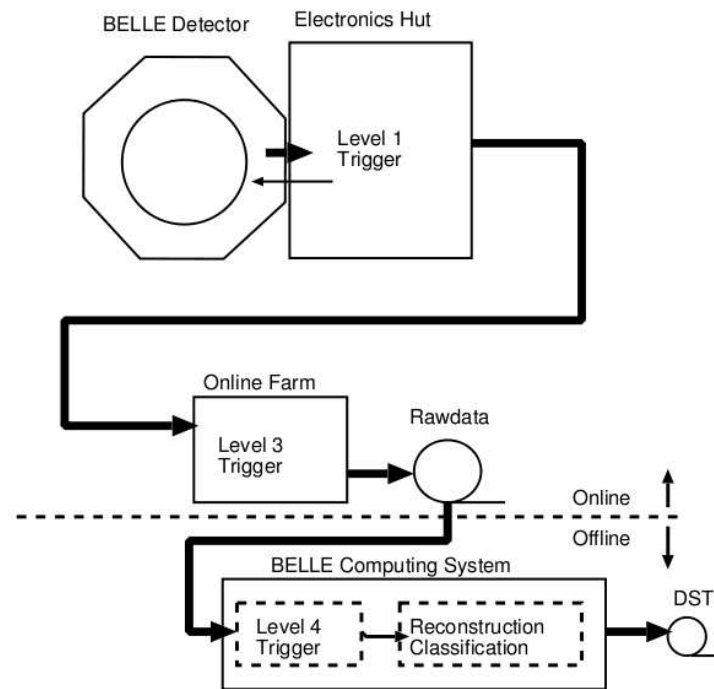 BELLE Detector
Electronics Hut
Level 1
Trigger
Online Farm
Level 3
Trigger
Rawdata
Online
Offline
BELLE Computing System
Level 4
Trigger
Reconstruction
Classification
DST